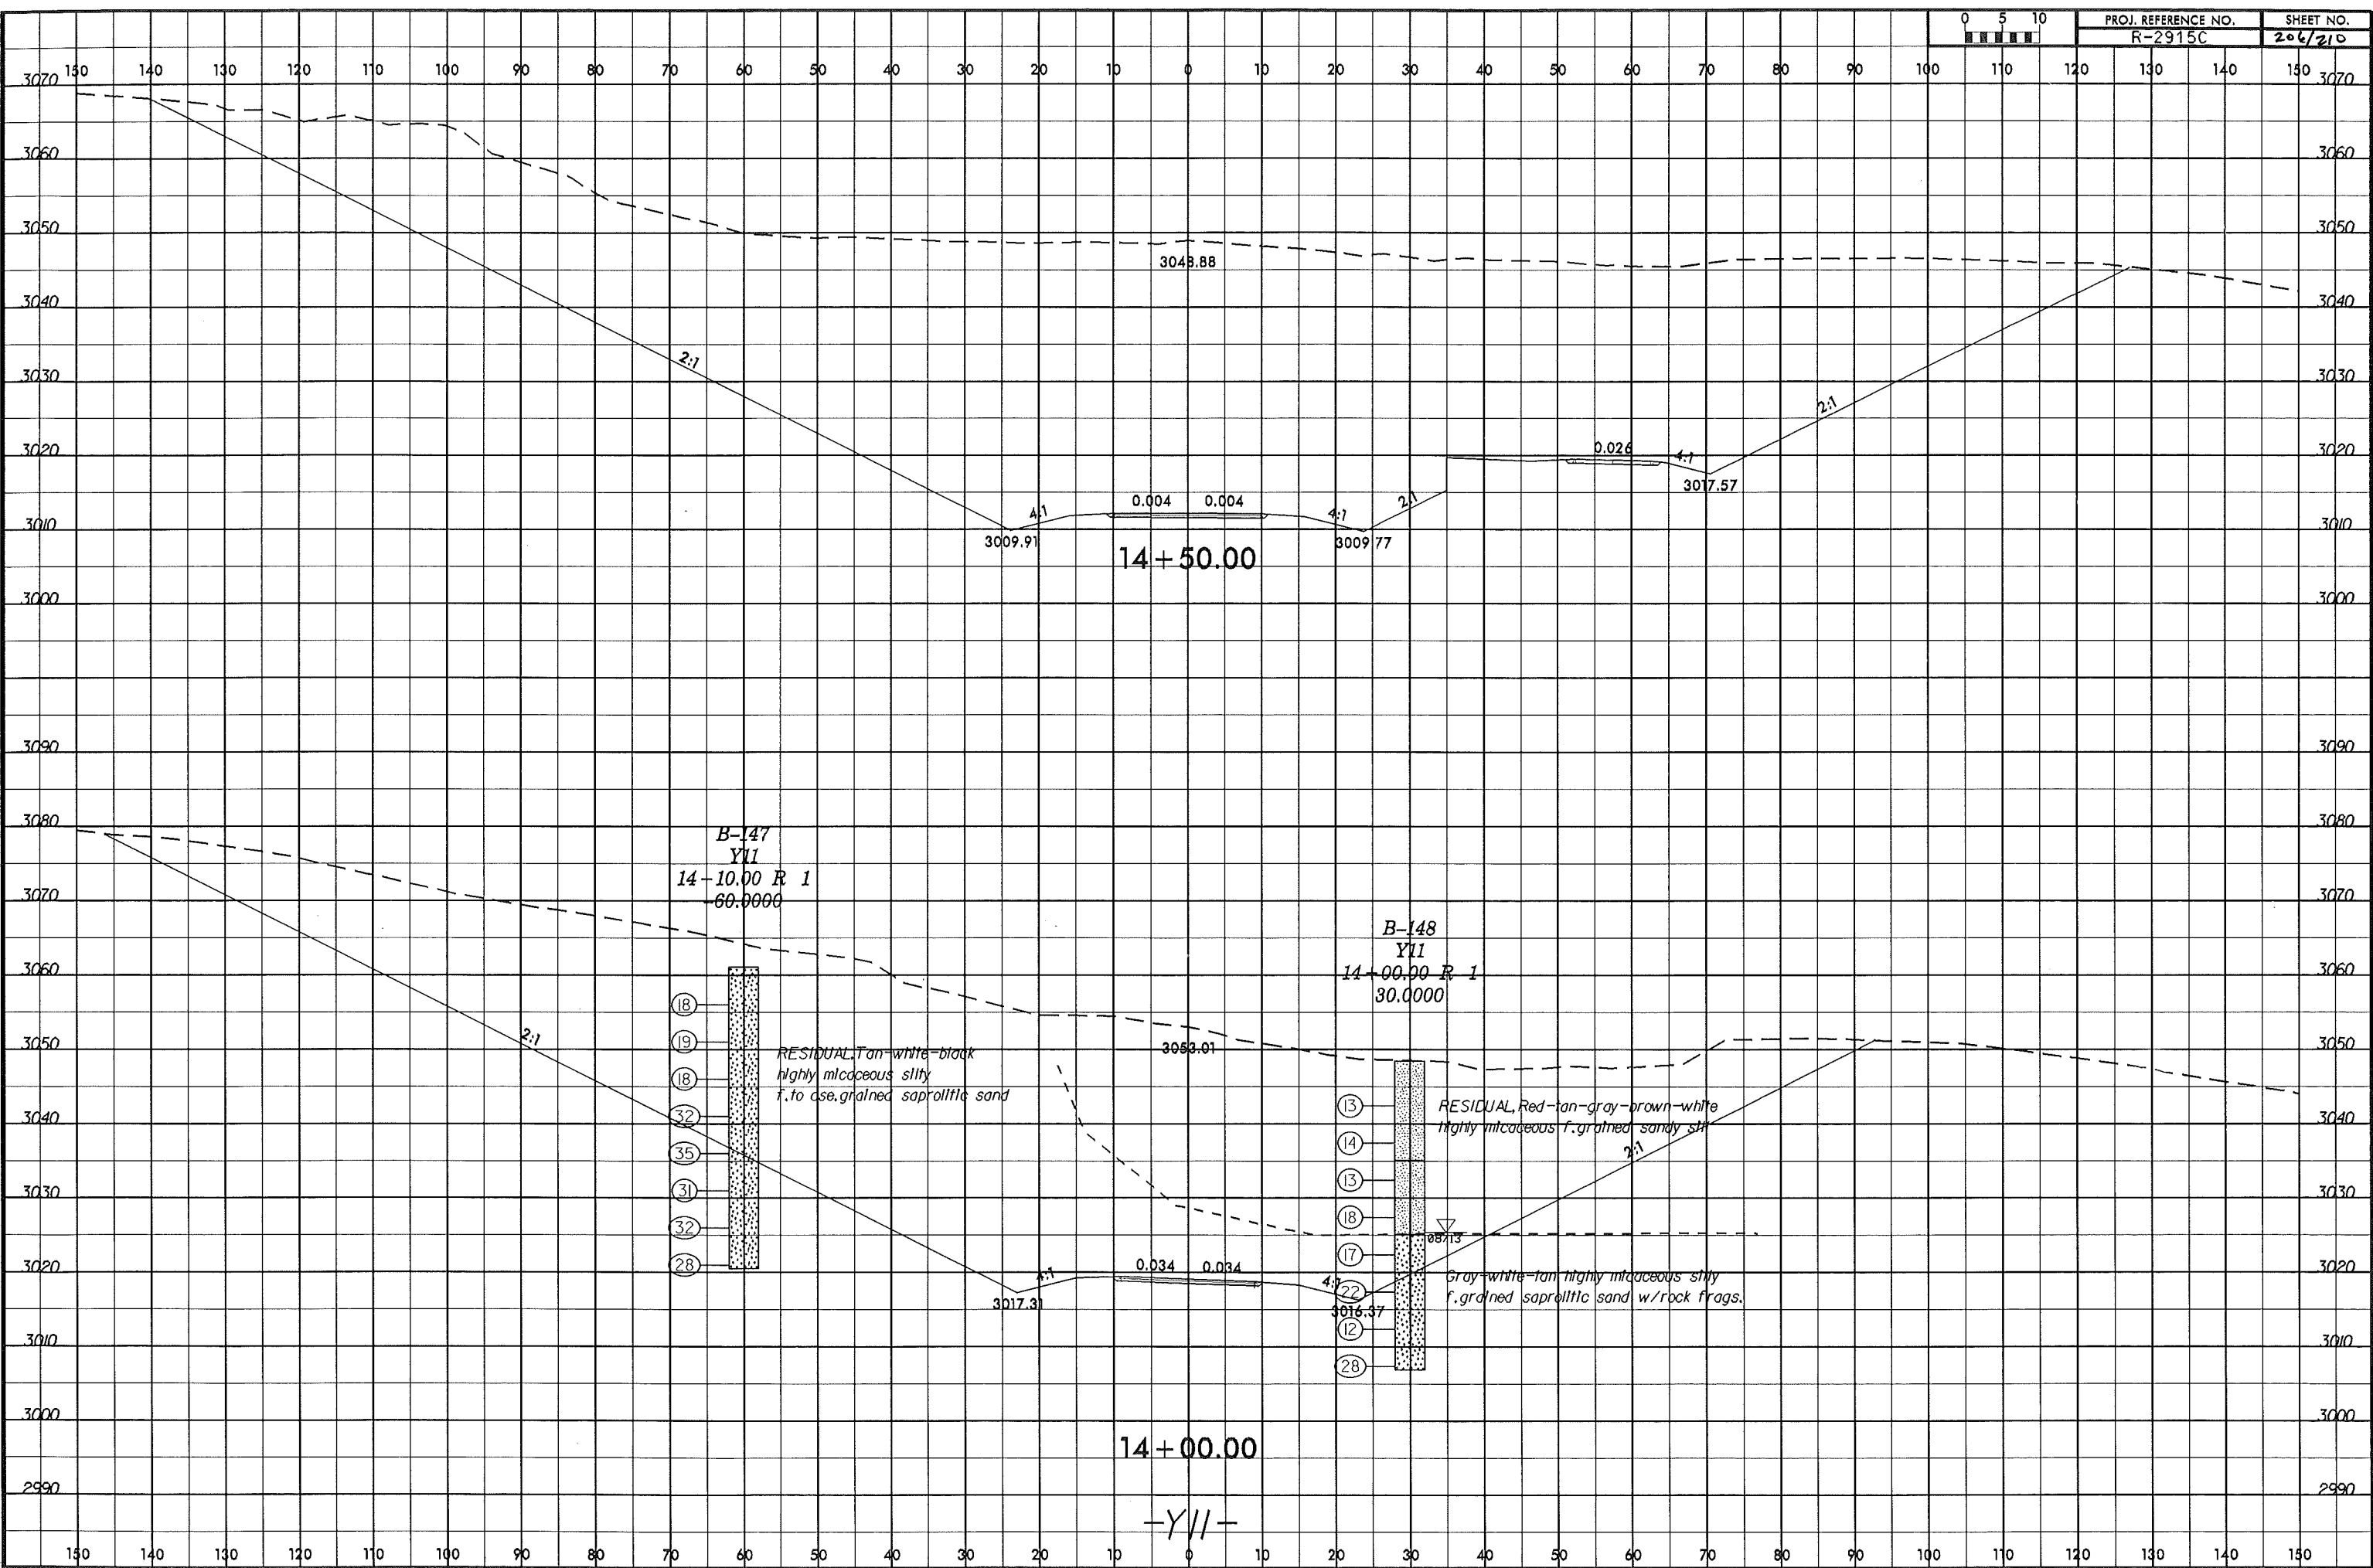 0 5 10
PROJ. REFERENCE NO. SHEET NO.
R-2915C 206/210
150 140 130 120 110 100 90 80 70 60 50 40 30 20 10 0 10 20 30 40 50 60 70 80 90 100 110 120 130 140 150
3070 3070
3060 3060
3050 3050
3048.88
3040 3040
2:1
3030 3030
2:1
3020 0.026 4:1 3020
3017.57
4:1 0.004 0.004 4:1 2:1
3010 3010
3009.91 3009.77
14+50.00
3000 3000
3090 3090
3080 3080
B-147
Y11
14+10.00 R 1
-60.0000
3070 3070
B-148
Y11
14+00.00 R 1
30.0000
3060 3060
18
19
18
32
35
31
32
28
2:1
3050 3050
3053.01
RESIDUAL, Tan-white-black
highly micaceous silty
f. to cse. grained saprolitic sand
3040 3040
13
14
13
18
17
22
12
28
RESIDUAL, Red-tan-gray-brown-white
highly micaceous f. grained sandy silt
2:1
3030 3030
08/13
3020 3020
Gray-white-tan highly micaceous silty
f. grained saprolitic sand w/rock frags.
4:1 0.034 0.034 4:1
3017.31 3016.37
3010 3010
3000 3000
14+00.00
2990 2990
-Y11-
150 140 130 120 110 100 90 80 70 60 50 40 30 20 10 0 10 20 30 40 50 60 70 80 90 100 110 120 130 140 150